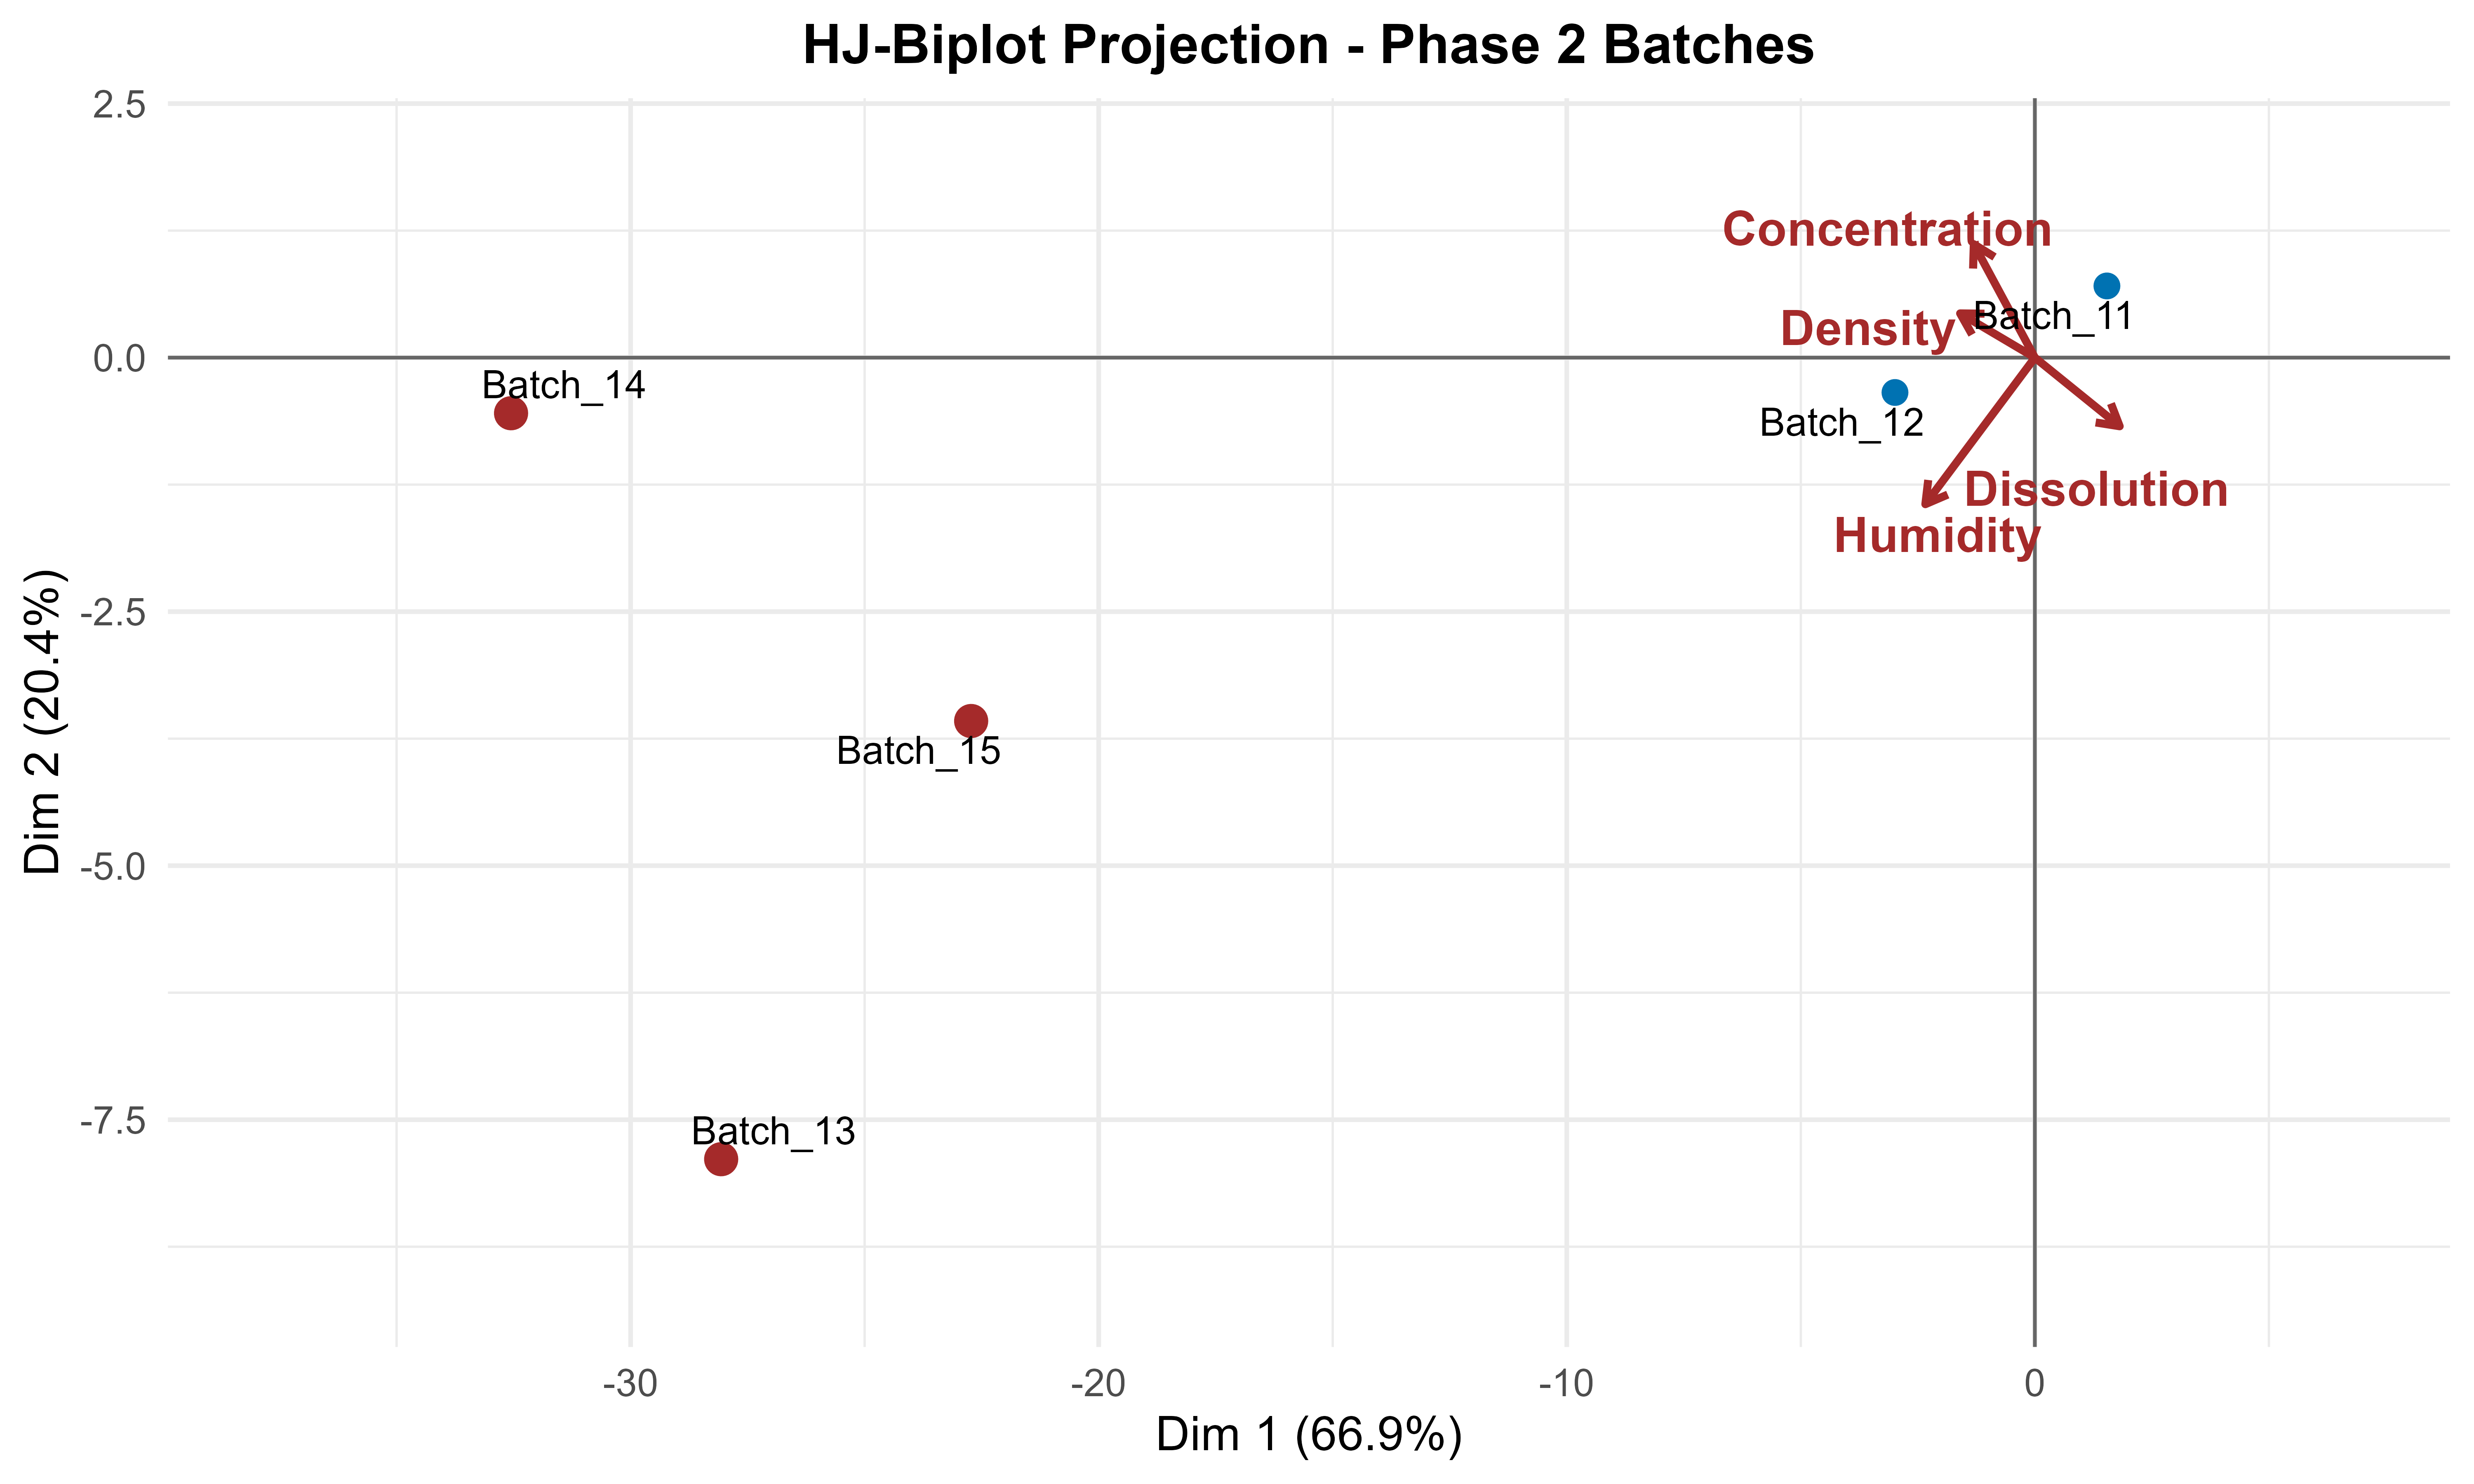 HJ-Biplot Projection - Phase 2 Batches
2.5
Concentration
Batch_11
Density
0.0
Batch_14
Batch_12
Dissolution
Humidity
-2.5
Batch_15
-5.0
-7.5
Batch_13
Dim 2 (20.4%)
-30
-20
-10
0
Dim 1 (66.9%)